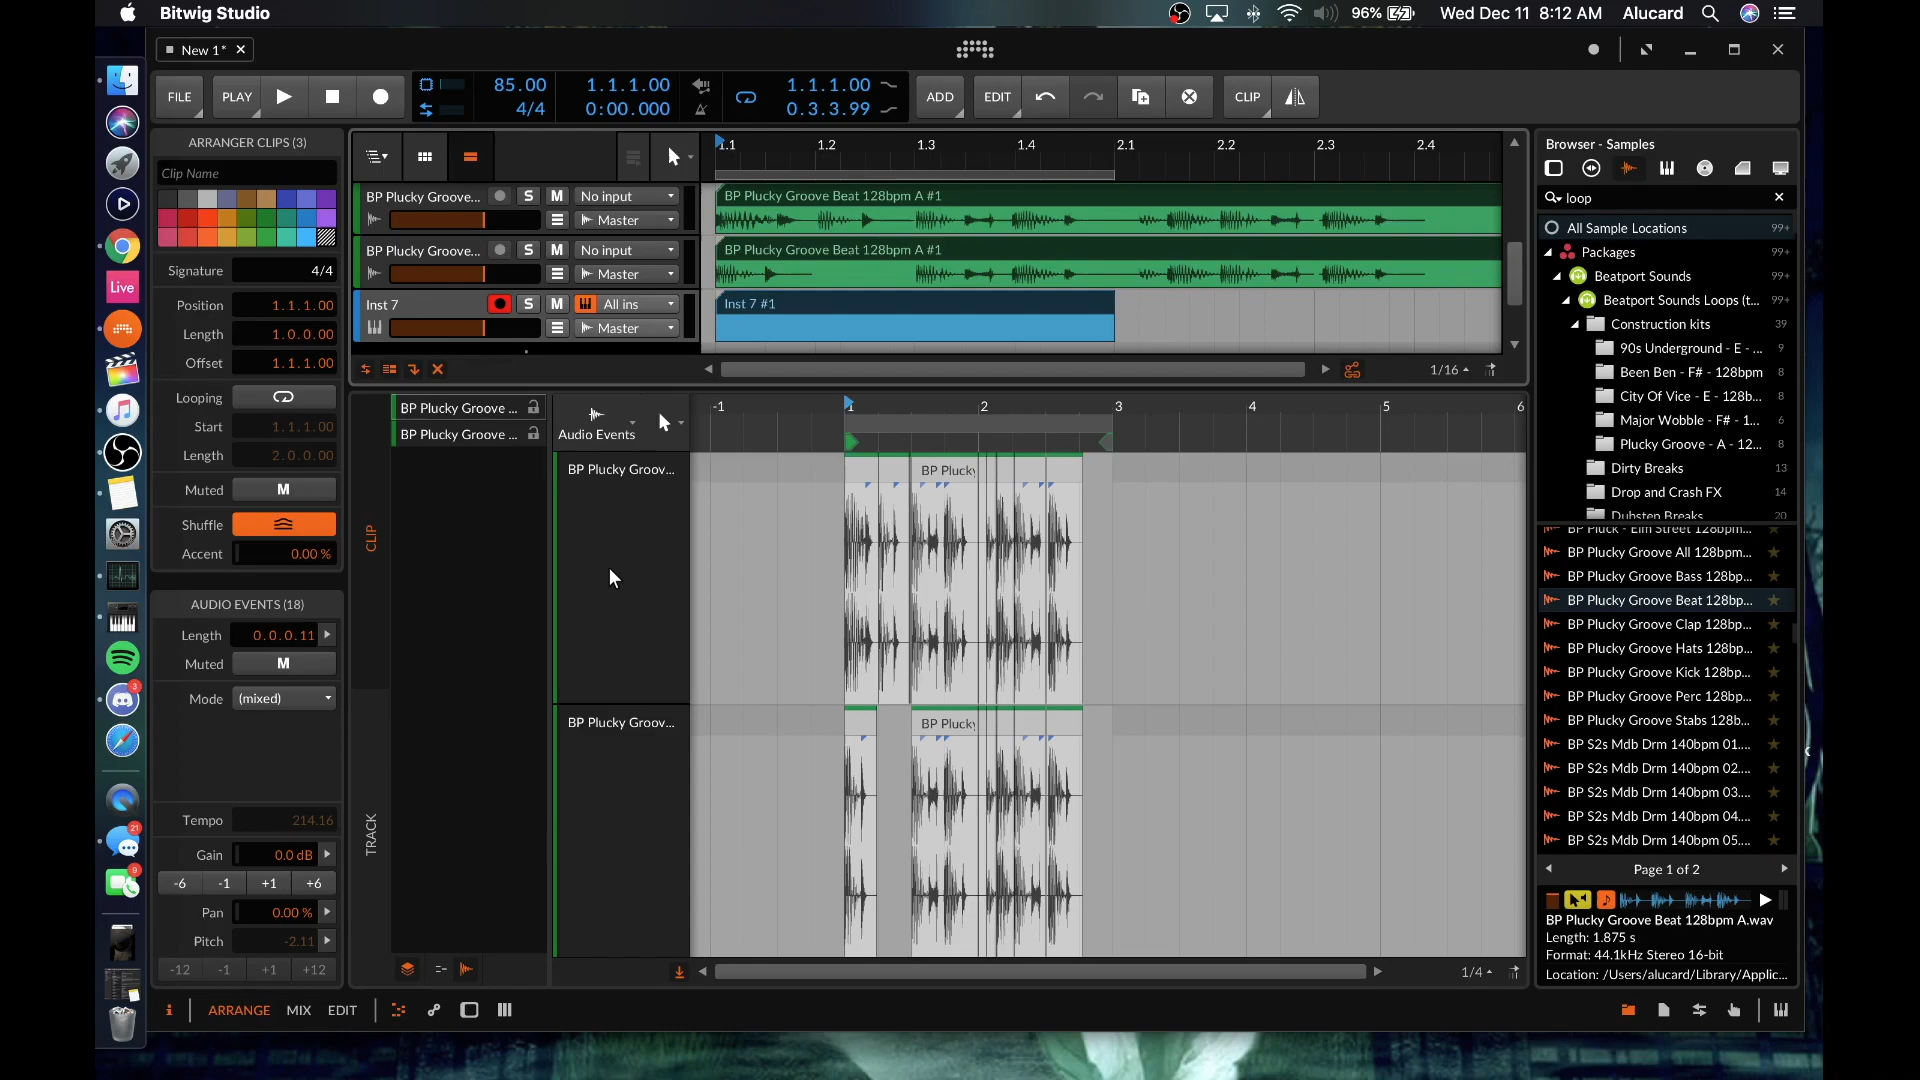 Bitwig Studio
96%
Wed Dec 11 8:12 AM
Alucard
New 1*
FILE
PLAY
85.00
4/4
1.1.1.00
0:00.000
1.1.1.00
0.3.3.99
ADD
EDIT
CLIP
ARRANGER CLIPS (3)
Clip Name
Signature 4/4
Position 1.1.1.00
Length 1.0.0.00
Offset 1.1.1.00
Looping
Start 1.1.1.00
Length 2.0.0.00
Muted M
Shuffle
Accent 0.00 %
AUDIO EVENTS (18)
Length 0.0.0.11
Muted M
Mode (mixed)
Tempo 214.16
Gain 0.0 dB
-6 -1 +1 +6
Pan 0.00 %
Pitch -2.11
-12 -1 +1 +12
Live
3
21
9
1.1 1.2 1.3 1.4 2.1 2.2 2.3 2.4
BP Plucky Groove... S M No input
Master
BP Plucky Groove Beat 128bpm A #1
BP Plucky Groove... S M No input
Master
BP Plucky Groove Beat 128bpm A #1
Inst 7 S M All ins
Master
Inst 7 #1
1/16
BP Plucky Groove ...
BP Plucky Groove ...
Audio Events
-1 1 2 3 4 5 6
CLIP
TRACK
BP Plucky Groov...
BP Plucky
BP Plucky Groov...
BP Plucky
1/4
ARRANGE MIX EDIT
Browser - Samples
loop
All Sample Locations 99+
Packages 99+
Beatport Sounds 99+
Beatport Sounds Loops (t... 99+
Construction kits 39
90s Underground - E - ... 9
Been Ben - F# - 128bpm 8
City Of Vice - E - 128b... 8
Major Wobble - F# - 1... 6
Plucky Groove - A - 12... 8
Dirty Breaks 13
Drop and Crash FX 14
Dubstep Breaks 20
BP Pluck - Elm Street 128bpm...
BP Plucky Groove All 128bpm...
BP Plucky Groove Bass 128bp...
BP Plucky Groove Beat 128bp...
BP Plucky Groove Clap 128bp...
BP Plucky Groove Hats 128bp...
BP Plucky Groove Kick 128bp...
BP Plucky Groove Perc 128bp...
BP Plucky Groove Stabs 128b...
BP S2s Mdb Drm 140bpm 01....
BP S2s Mdb Drm 140bpm 02....
BP S2s Mdb Drm 140bpm 03....
BP S2s Mdb Drm 140bpm 04....
BP S2s Mdb Drm 140bpm 05....
Page 1 of 2
BP Plucky Groove Beat 128bpm A.wav
Length: 1.875 s
Format: 44.1kHz Stereo 16-bit
Location: /Users/alucard/Library/Applic...